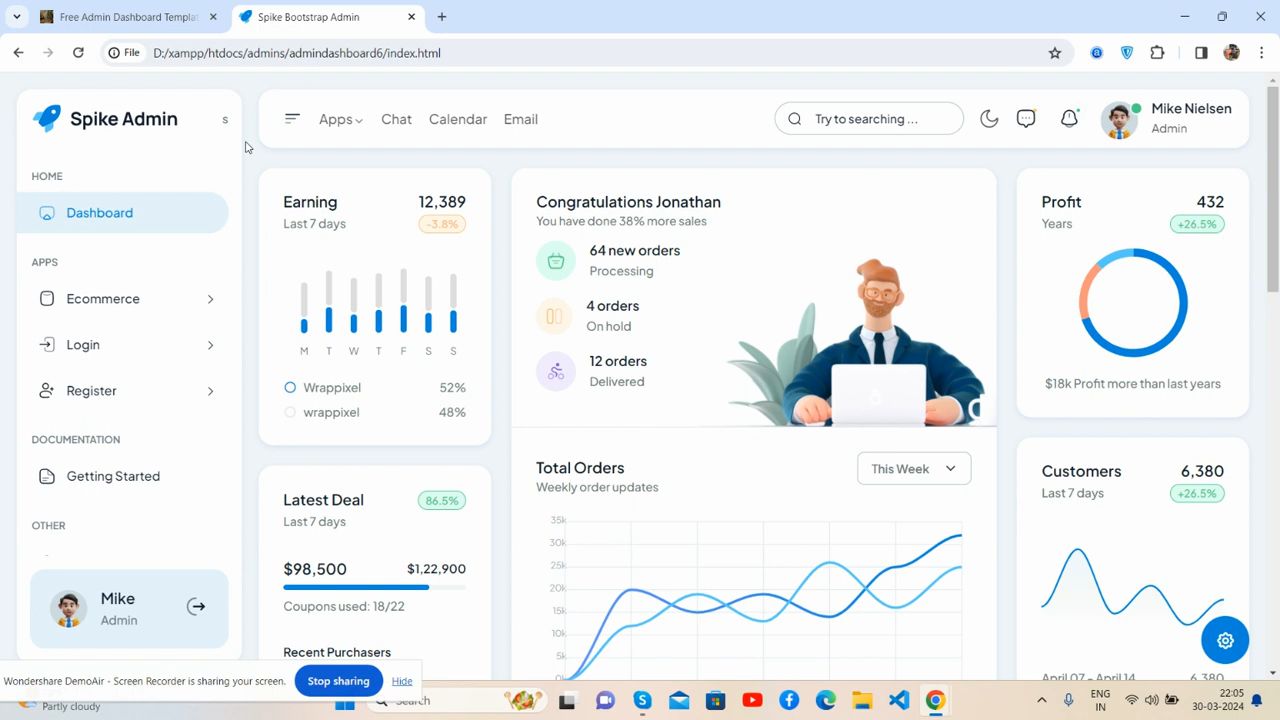 Free Admin Dashboard Templat
Spike Bootstrap Admin
File
D:/xampp/htdocs/admins/admindashboard6/index.html
Spike Admin
s
Apps
Chat
Calendar
Email
Try to searching ...
Mike Nielsen
Admin
HOME
Dashboard
APPS
Ecommerce
Login
Register
DOCUMENTATION
Getting Started
OTHER
Mike
Admin
Earning
12,389
Last 7 days
-3.8%
M T W T F S S
Wrappixel
52%
wrappixel
48%
Latest Deal
86.5%
Last 7 days
$98,500
$1,22,900
Coupons used: 18/22
Recent Purchasers
Congratulations Jonathan
You have done 38% more sales
64 new orders
Processing
4 orders
On hold
12 orders
Delivered
Total Orders
This Week
Weekly order updates
35k
30k
25k
20k
15k
10k
5k
Profit
432
Years
+26.5%
$18k Profit more than last years
Customers
6,380
Last 7 days
+26.5%
April 07 - April 14
6,380
Wondershare DemoAir - Screen Recorder is sharing your screen.
Stop sharing
Hide
Partly cloudy
Search
ENG
IN
22:05
30-03-2024